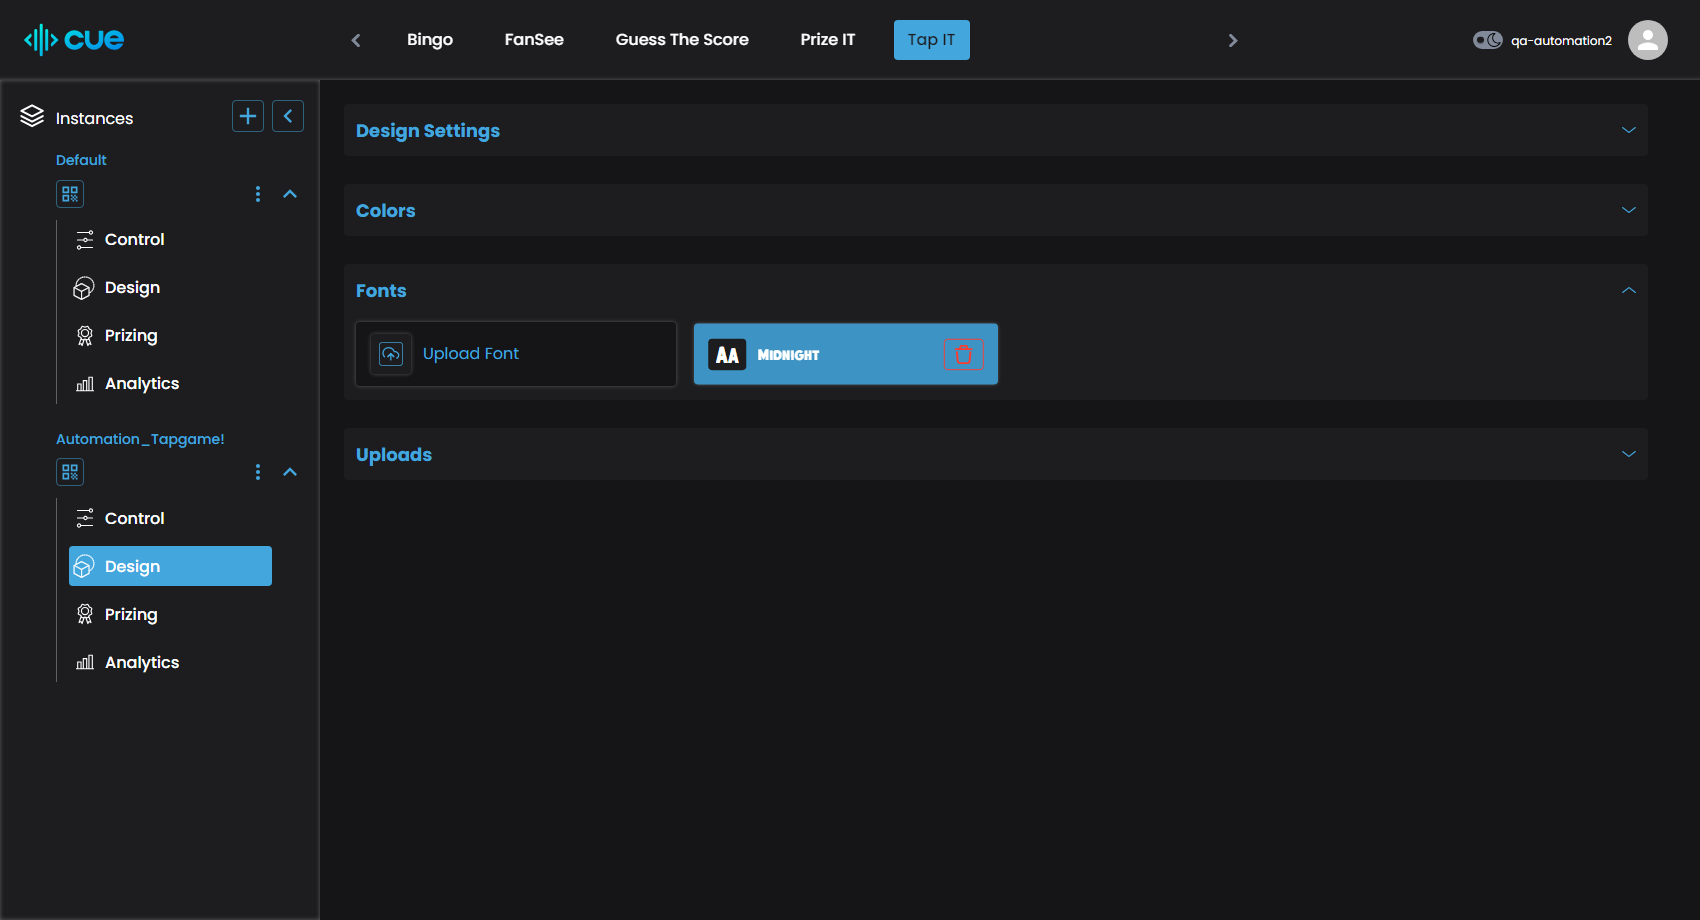 cue
Bingo
FanSee
Guess The Score
Prize IT
Tap IT
qa-automation2
Instances
Default
Control
Design
Prizing
Analytics
Automation_Tapgame!
Control
Design
Prizing
Analytics
Design Settings
Colors
Fonts
Upload Font
AA MIDNIGHT
Uploads